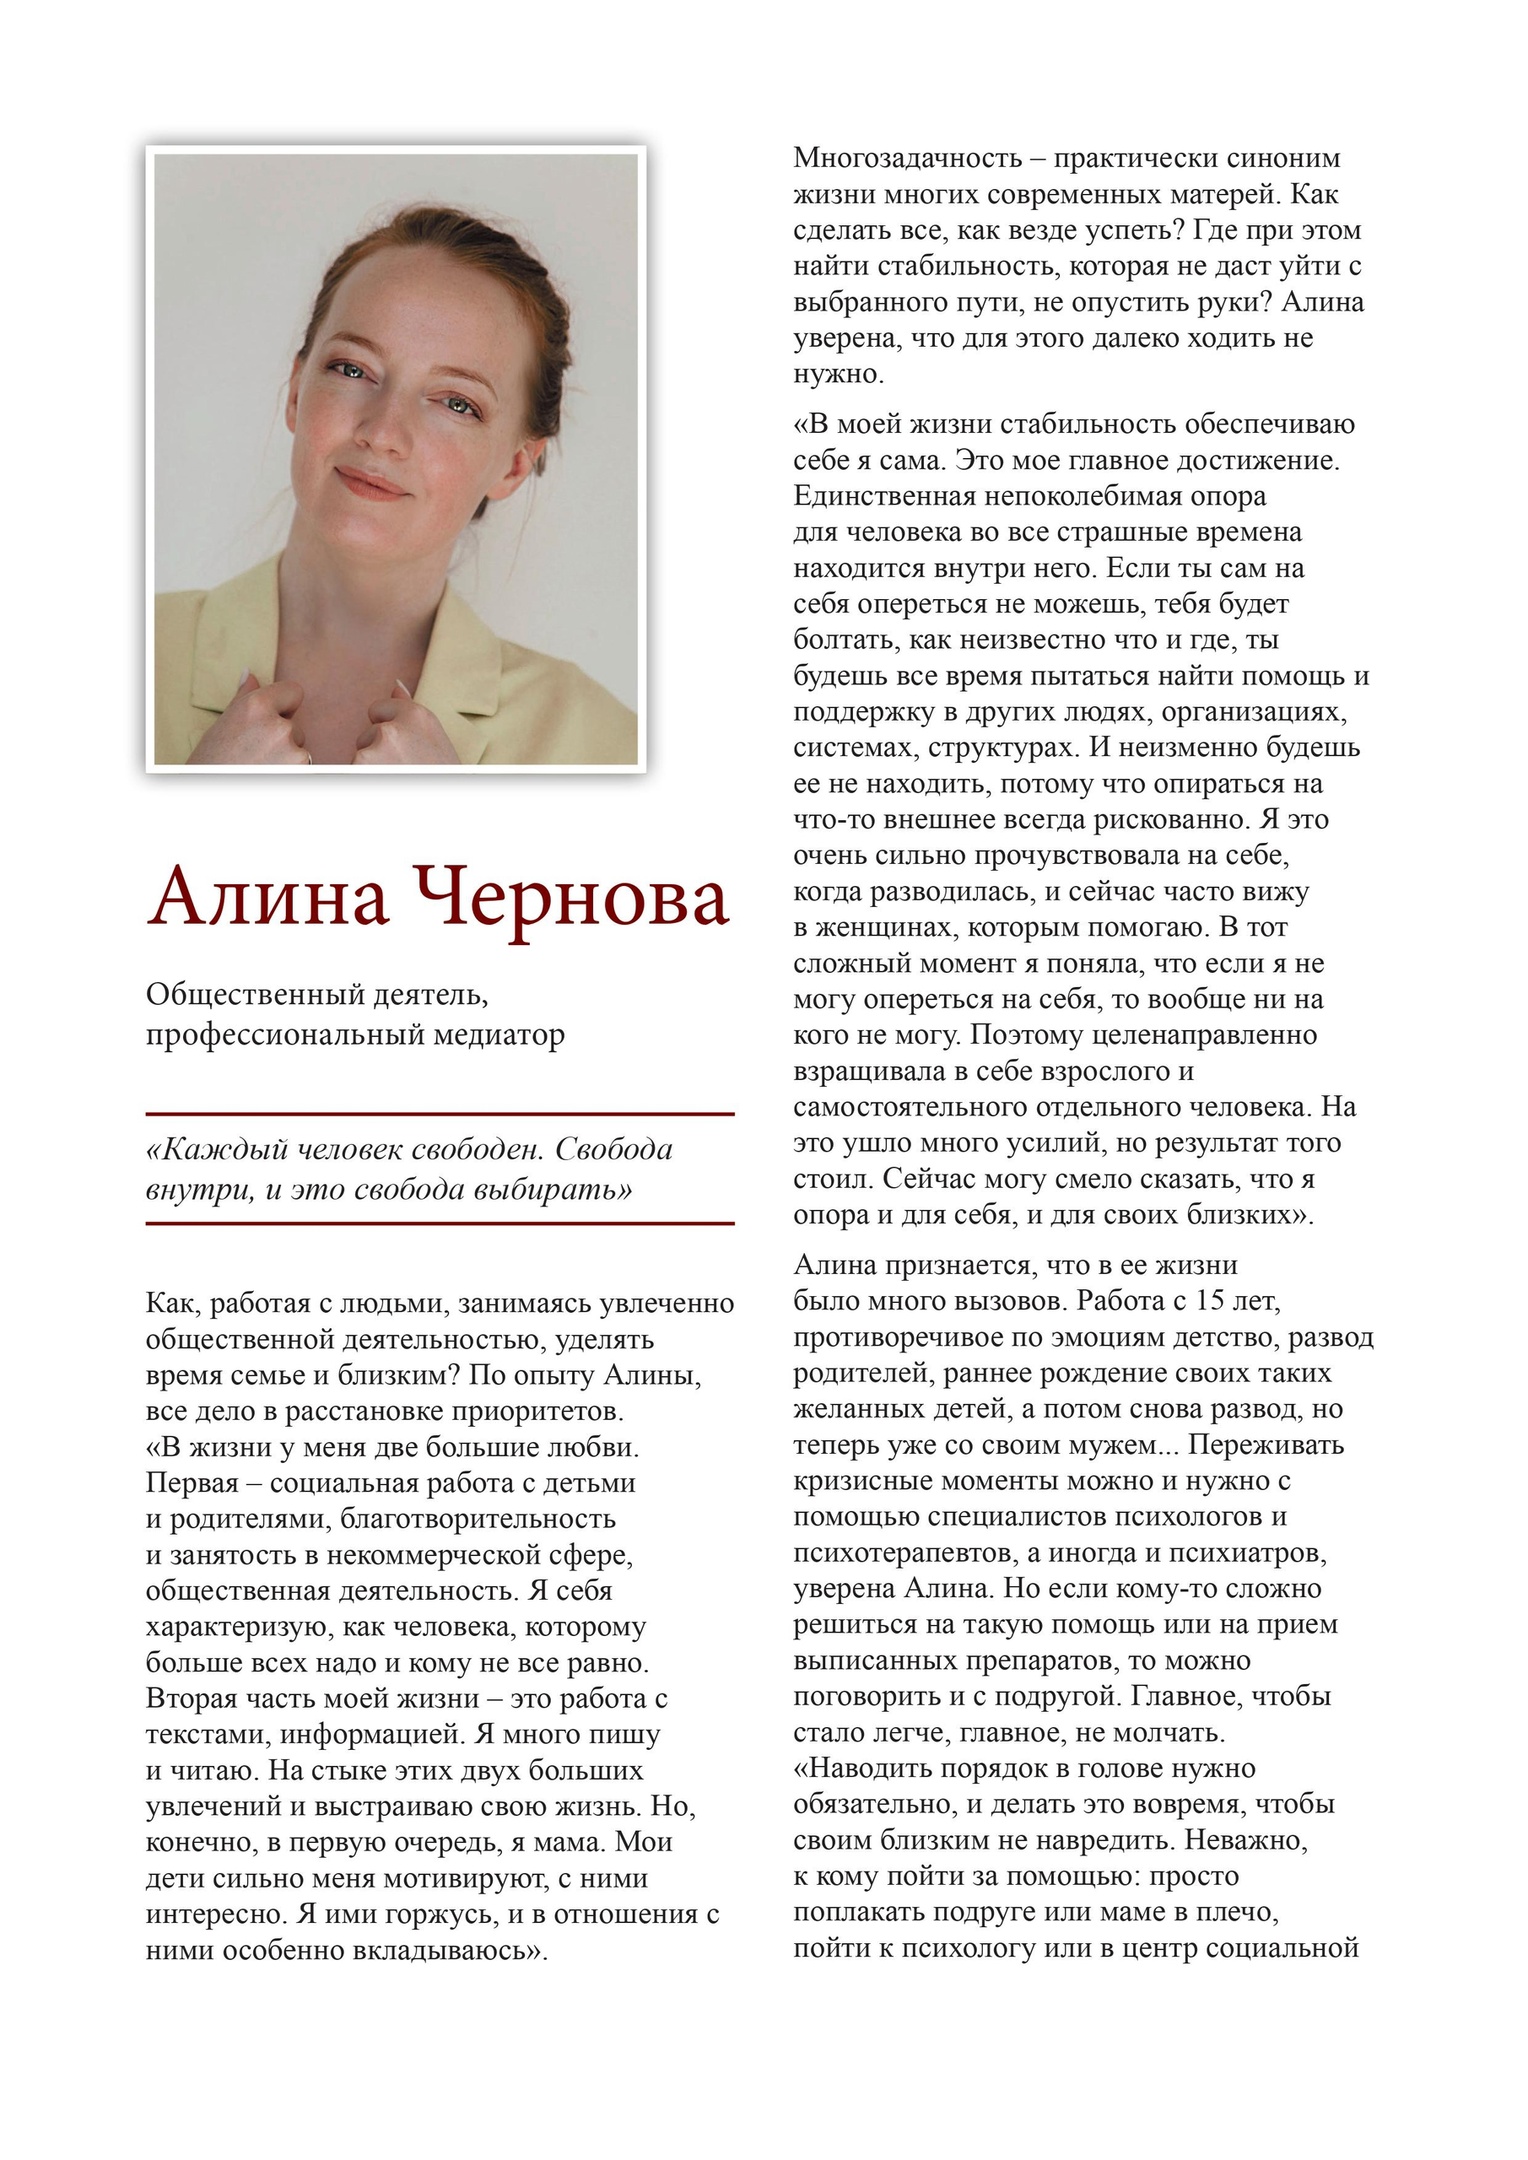 Алина Чернова
Общественный деятель,
профессиональный медиатор
«Каждый человек свободен. Свобода
внутри, и это свобода выбирать»
Как, работая с людьми, занимаясь увлеченно
общественной деятельностью, уделять
время семье и близким? По опыту Алины,
все дело в расстановке приоритетов.
«В жизни у меня две большие любви.
Первая – социальная работа с детьми
и родителями, благотворительность
и занятость в некоммерческой сфере,
общественная деятельность. Я себя
характеризую, как человека, которому
больше всех надо и кому не все равно.
Вторая часть моей жизни – это работа с
текстами, информацией. Я много пишу
и читаю. На стыке этих двух больших
увлечений и выстраиваю свою жизнь. Но,
конечно, в первую очередь, я мама. Мои
дети сильно меня мотивируют, с ними
интересно. Я ими горжусь, и в отношения с
ними особенно вкладываюсь».
Многозадачность – практически синоним
жизни многих современных матерей. Как
сделать все, как везде успеть? Где при этом
найти стабильность, которая не даст уйти с
выбранного пути, не опустить руки? Алина
уверена, что для этого далеко ходить не
нужно.
«В моей жизни стабильность обеспечиваю
себе я сама. Это мое главное достижение.
Единственная непоколебимая опора
для человека во все страшные времена
находится внутри него. Если ты сам на
себя опереться не можешь, тебя будет
болтать, как неизвестно что и где, ты
будешь все время пытаться найти помощь и
поддержку в других людях, организациях,
системах, структурах. И неизменно будешь
ее не находить, потому что опираться на
что-то внешнее всегда рискованно. Я это
очень сильно прочувствовала на себе,
когда разводилась, и сейчас часто вижу
в женщинах, которым помогаю. В тот
сложный момент я поняла, что если я не
могу опереться на себя, то вообще ни на
кого не могу. Поэтому целенаправленно
взращивала в себе взрослого и
самостоятельного отдельного человека. На
это ушло много усилий, но результат того
стоил. Сейчас могу смело сказать, что я
опора и для себя, и для своих близких».
Алина признается, что в ее жизни
было много вызовов. Работа с 15 лет,
противоречивое по эмоциям детство, развод
родителей, раннее рождение своих таких
желанных детей, а потом снова развод, но
теперь уже со своим мужем... Переживать
кризисные моменты можно и нужно с
помощью специалистов психологов и
психотерапевтов, а иногда и психиатров,
уверена Алина. Но если кому-то сложно
решиться на такую помощь или на прием
выписанных препаратов, то можно
поговорить и с подругой. Главное, чтобы
стало легче, главное, не молчать.
«Наводить порядок в голове нужно
обязательно, и делать это вовремя, чтобы
своим близким не навредить. Неважно,
к кому пойти за помощью: просто
поплакать подруге или маме в плечо,
пойти к психологу или в центр социальной